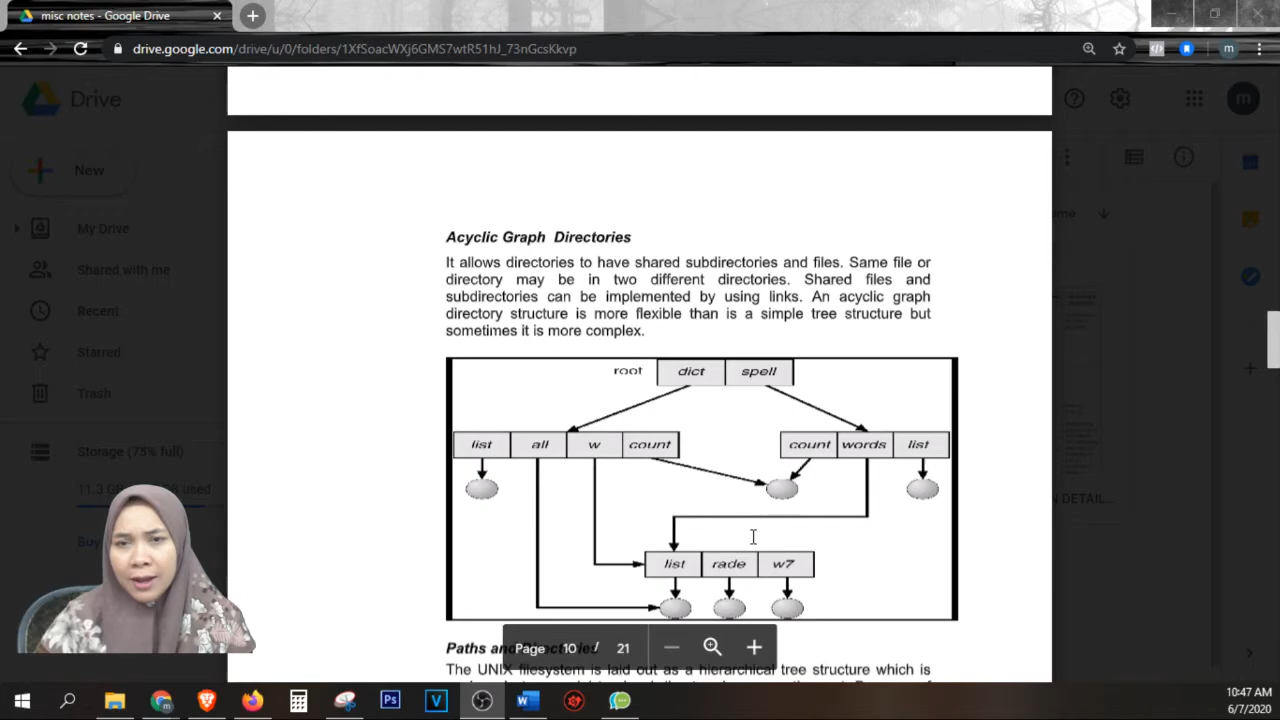 misc notes - Google Drive
drive.google.com/drive/u/0/folders/1XfSoacWXj6GMS7wtR51hJ_73nGcsKkvp
m
Drive
m
New
My Drive
Shared with me
Recent
Starred
Trash
Storage (75% full)
used
Acyclic Graph Directories
It allows directories to have shared subdirectories and files. Same file or
directory may be in two different directories. Shared files and
subdirectories can be implemented by using links. An acyclic graph
directory structure is more flexible than is a simple tree structure but
sometimes it is more complex.
root dict spell
list all w count count words list
list rade w7
Page 10 / 21
Paths and
The UNIX filesystem is laid out as a hierarchical tree structure which is
10:47 AM
6/7/2020